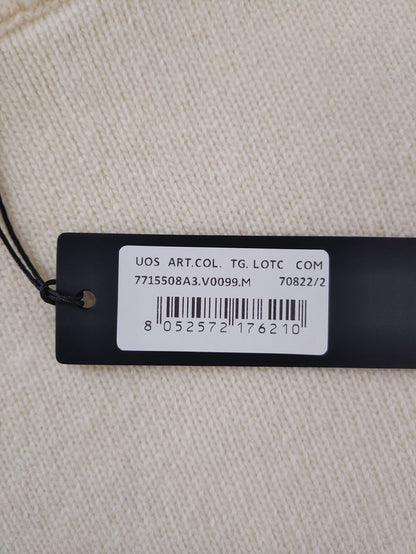 UOS ART.COL. TG. LOTC COM
7715508A3.V0099.M 70822/2
8 052572 176210